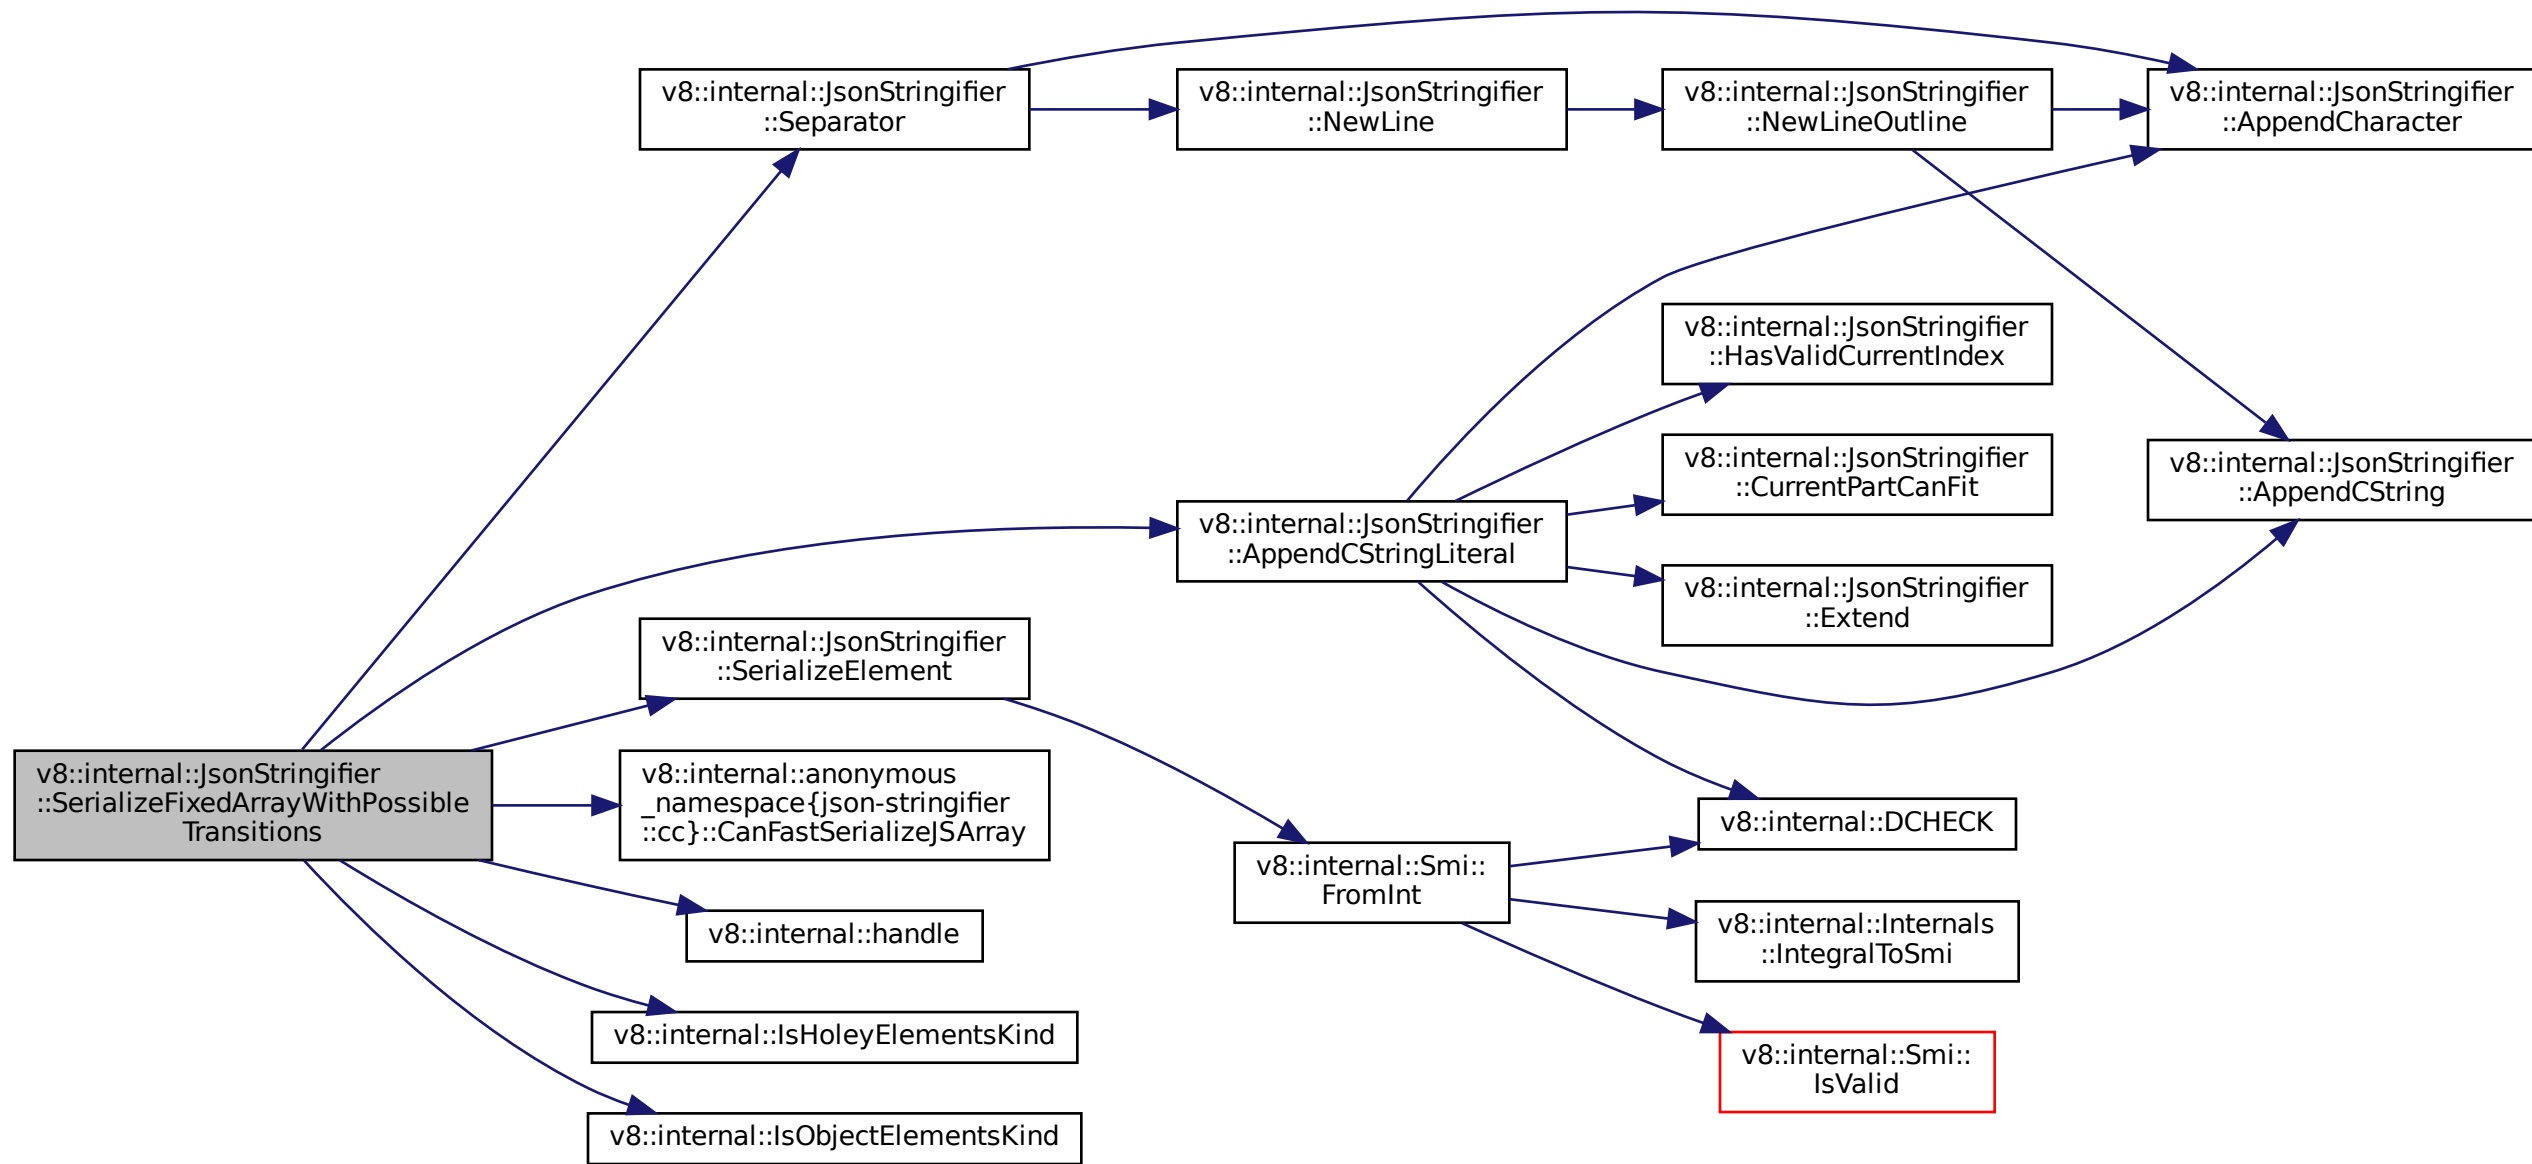 v8::internal::JsonStringifier
::SerializeFixedArrayWithPossible
Transitions
v8::internal::JsonStringifier
::Separator
v8::internal::JsonStringifier
::NewLine
v8::internal::JsonStringifier
::NewLineOutline
v8::internal::JsonStringifier
::AppendCharacter
v8::internal::JsonStringifier
::HasValidCurrentIndex
v8::internal::JsonStringifier
::CurrentPartCanFit
v8::internal::JsonStringifier
::AppendCString
v8::internal::JsonStringifier
::AppendCStringLiteral
v8::internal::JsonStringifier
::Extend
v8::internal::JsonStringifier
::SerializeElement
v8::internal::anonymous
_namespace{json-stringifier
::cc}::CanFastSerializeJSArray
v8::internal::DCHECK
v8::internal::Smi::
FromInt
v8::internal::handle
v8::internal::Internals
::IntegralToSmi
v8::internal::IsHoleyElementsKind
v8::internal::Smi::
IsValid
v8::internal::IsObjectElementsKind